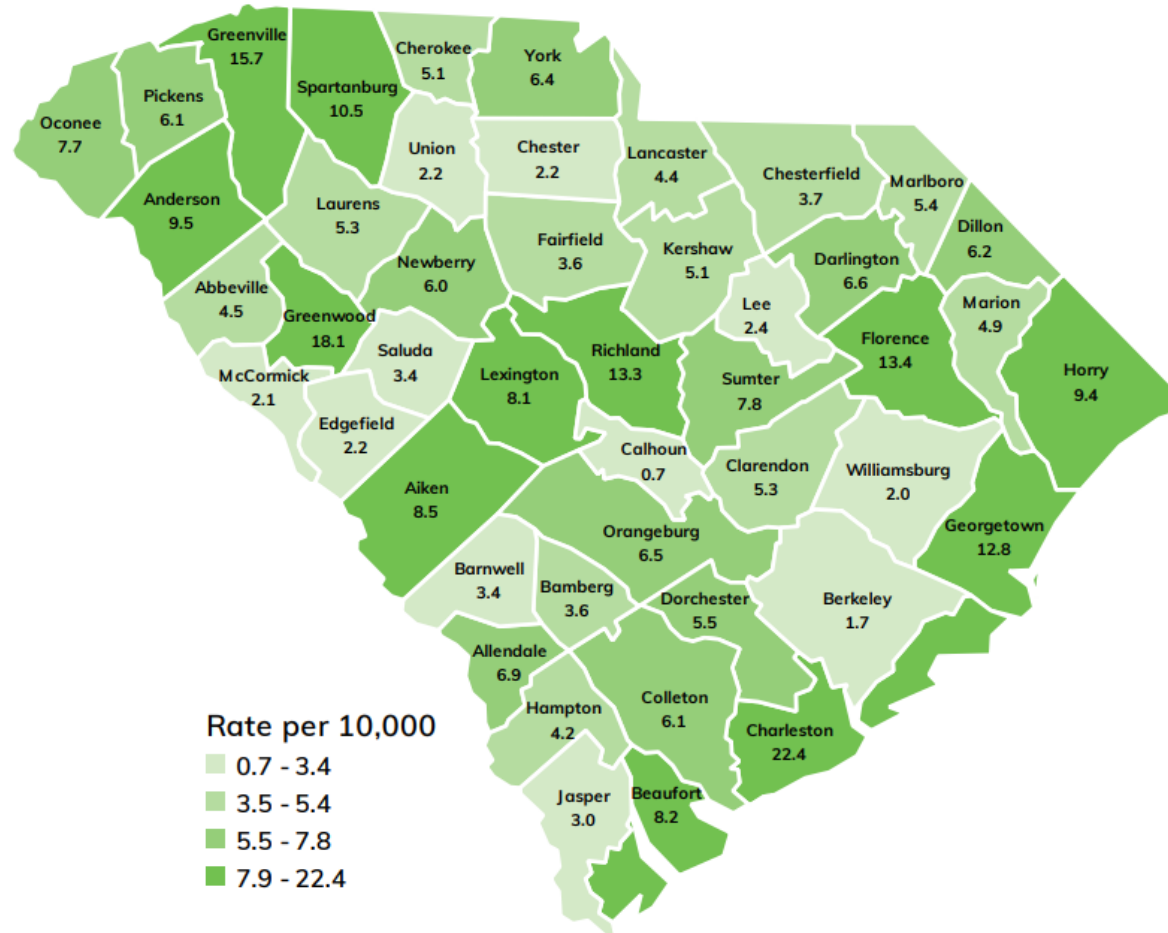 Greenville
15.7
Cherokee
5.1
York
6.4
Spartanburg
10.5
Pickens
6.1
Oconee
7.7
Union
2.2
Chester
2.2
Lancaster
4.4
Chesterfield
3.7
Marlboro
5.4
Anderson
9.5
Laurens
5.3
Dillon
6.2
Fairfield
3.6
Kershaw
5.1
Darlington
6.6
Newberry
6.0
Abbeville
4.5
Greenwood
18.1
Lee
2.4
Marion
4.9
Saluda
3.4
Richland
13.3
Florence
13.4
McCormick
2.1
Lexington
8.1
Sumter
7.8
Horry
9.4
Edgefield
2.2
Calhoun
0.7
Clarendon
5.3
Williamsburg
2.0
Aiken
8.5
Orangeburg
6.5
Georgetown
12.8
Barnwell
3.4
Bamberg
3.6
Dorchester
5.5
Berkeley
1.7
Allendale
6.9
Colleton
6.1
Hampton
4.2
Charleston
22.4
Jasper
3.0
Beaufort
8.2
Rate per 10,000
0.7 - 3.4
3.5 - 5.4
5.5 - 7.8
7.9 - 22.4